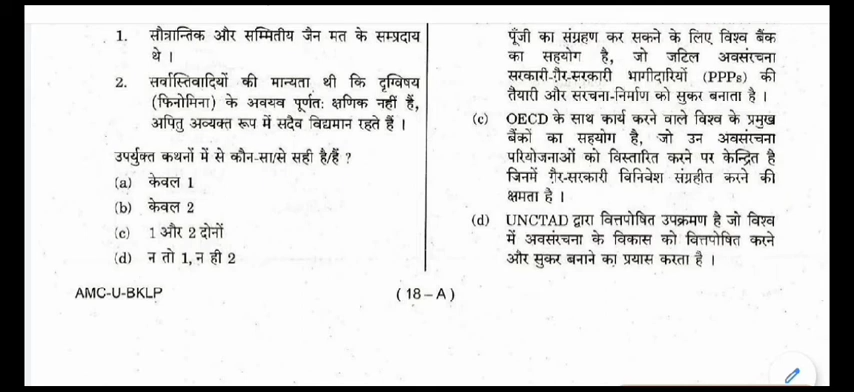 1. सौत्रान्तिक और सम्मितीय जैन मत के सम्प्रदाय
थे ।
2. सर्वास्तिवादियों की मान्यता थी कि दृग्विषय
(फिनोमिना) के अवयव पूर्णतः क्षणिक नहीं हैं,
अपितु अव्यक्त रूप में सदैव विद्यमान रहते हैं ।
उपर्युक्त कथनों में से कौन-सा/से सही है/हैं ?
(a) केवल 1
(b) केवल 2
(c) 1 और 2 दोनों
(d) न तो 1, न ही 2
पूँजी का संग्रहण कर सकने के लिए विश्व बैंक
का सहयोग है, जो जटिल अवसंरचना
सरकारी-ग़ैर-सरकारी भागीदारियों (PPPs) की
तैयारी और संरचना-निर्माण को सुकर बनाता है ।
(c) OECD के साथ कार्य करने वाले विश्व के प्रमुख
बैंकों का सहयोग है, जो उन अवसंरचना
परियोजनाओं को विस्तारित करने पर केन्द्रित है
जिनमें ग़ैर-सरकारी विनिवेश संग्रहीत करने की
क्षमता है ।
(d) UNCTAD द्वारा वित्तपोषित उपक्रमण है जो विश्व
में अवसंरचना के विकास को वित्तपोषित करने
और सुकर बनाने का प्रयास करता है ।
AMC-U-BKLP
( 18 – A )